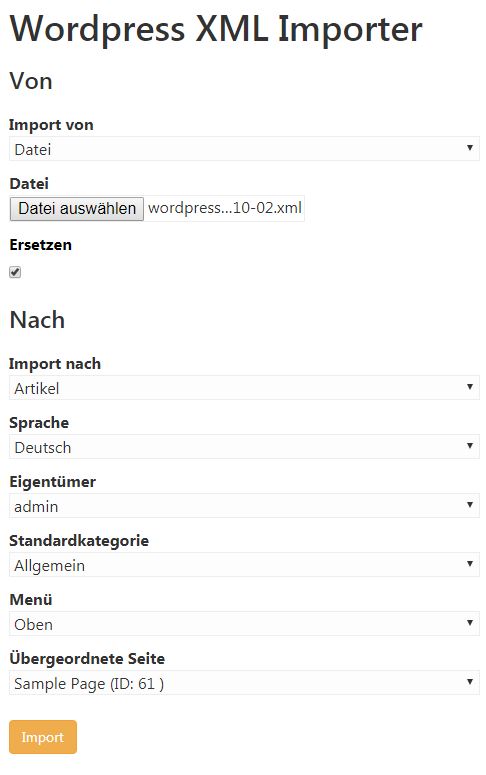 Wordpress XML Importer
Von
Import von
Datei
Datei
Datei auswählen wordpress...10-02.xml
Ersetzen
Nach
Import nach
Artikel
Sprache
Deutsch
Eigentümer
admin
Standardkategorie
Allgemein
Menü
Oben
Übergeordnete Seite
Sample Page (ID: 61 )
Import